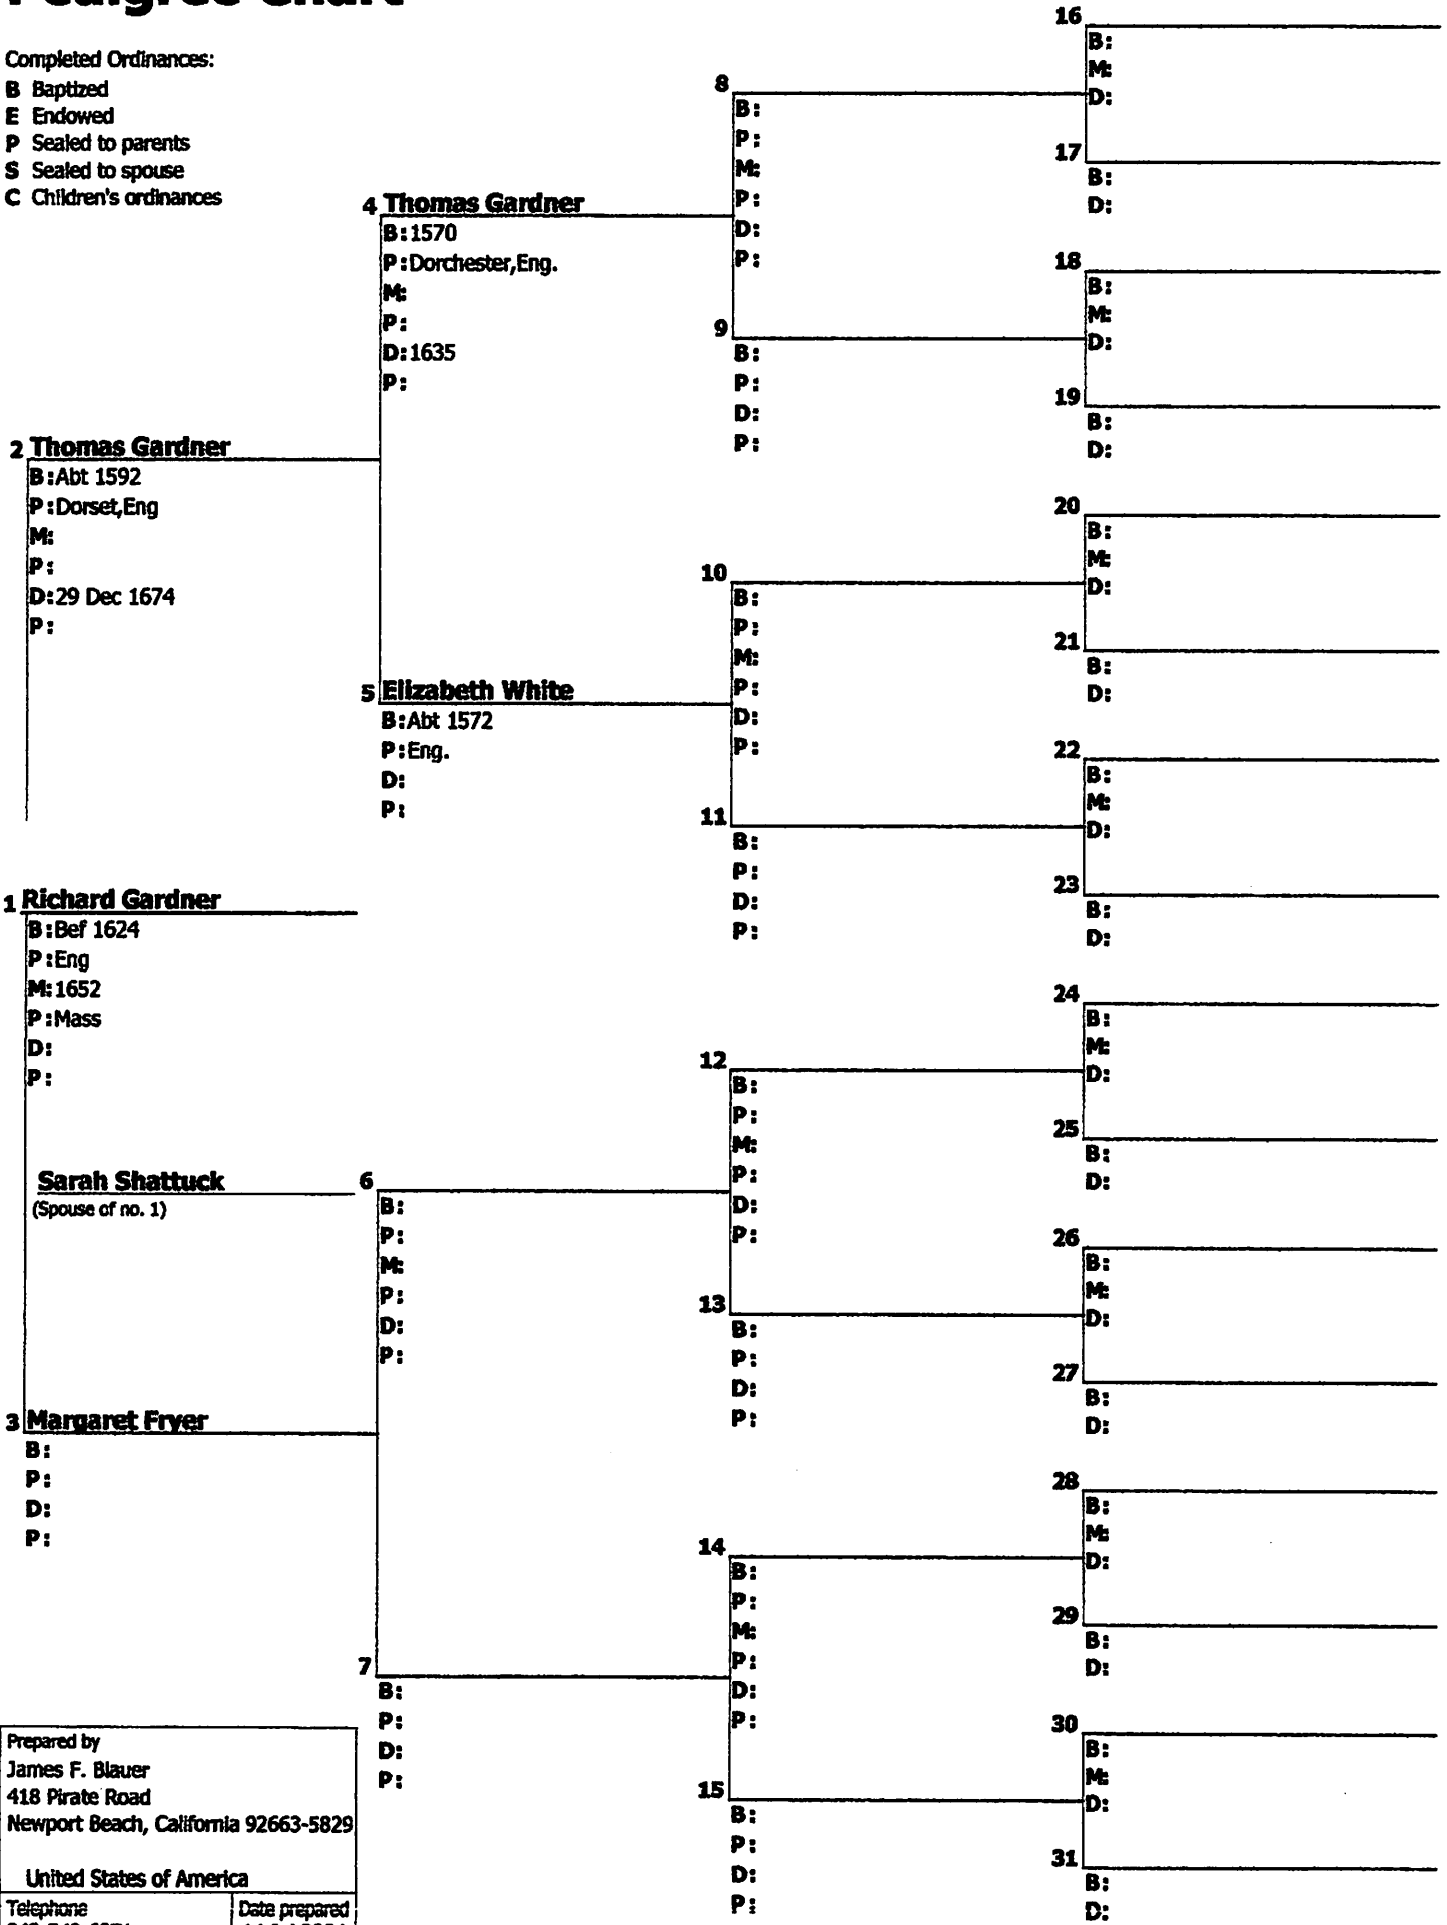 Pedigree Chart
Completed Ordinances:
B Baptized
E Endowed
P Sealed to parents
S Sealed to spouse
C Children's ordinances
2 Thomas Gardner
B:Abt 1592
P:Dorset,Eng
M:
P:
D:29 Dec 1674
P:
1 Richard Gardner
B:Bef 1624
P:Eng
M:1652
P:Mass
D:
P:
Sarah Shattuck
(Spouse of no. 1)
3 Margaret Fryer
B:
P:
D:
P:
Prepared by
James F. Blauer
418 Pirate Road
Newport Beach, California 92663-5829
United States of America
Telephone
Date prepared
4 Thomas Gardner
B:1570
P:Dorchester,Eng.
M:
P:
D:1635
P:
5 Elizabeth White
B:Abt 1572
P:Eng.
D:
P:
6
B:
P:
M:
P:
D:
P:
7
B:
P:
D:
P:
8
B:
P:
M:
P:
D:
P:
9
B:
P:
D:
P:
10
B:
P:
M:
P:
D:
P:
11
B:
P:
D:
P:
12
B:
P:
M:
P:
D:
P:
13
B:
P:
D:
P:
14
B:
P:
M:
P:
D:
P:
15
B:
P:
D:
P:
16
B:
M:
D:
17
B:
D:
18
B:
M:
D:
19
B:
D:
20
B:
M:
D:
21
B:
D:
22
B:
M:
D:
23
B:
D:
24
B:
M:
D:
25
B:
D:
26
B:
M:
D:
27
B:
D:
28
B:
M:
D:
29
B:
D:
30
B:
M:
D:
31
B:
D: